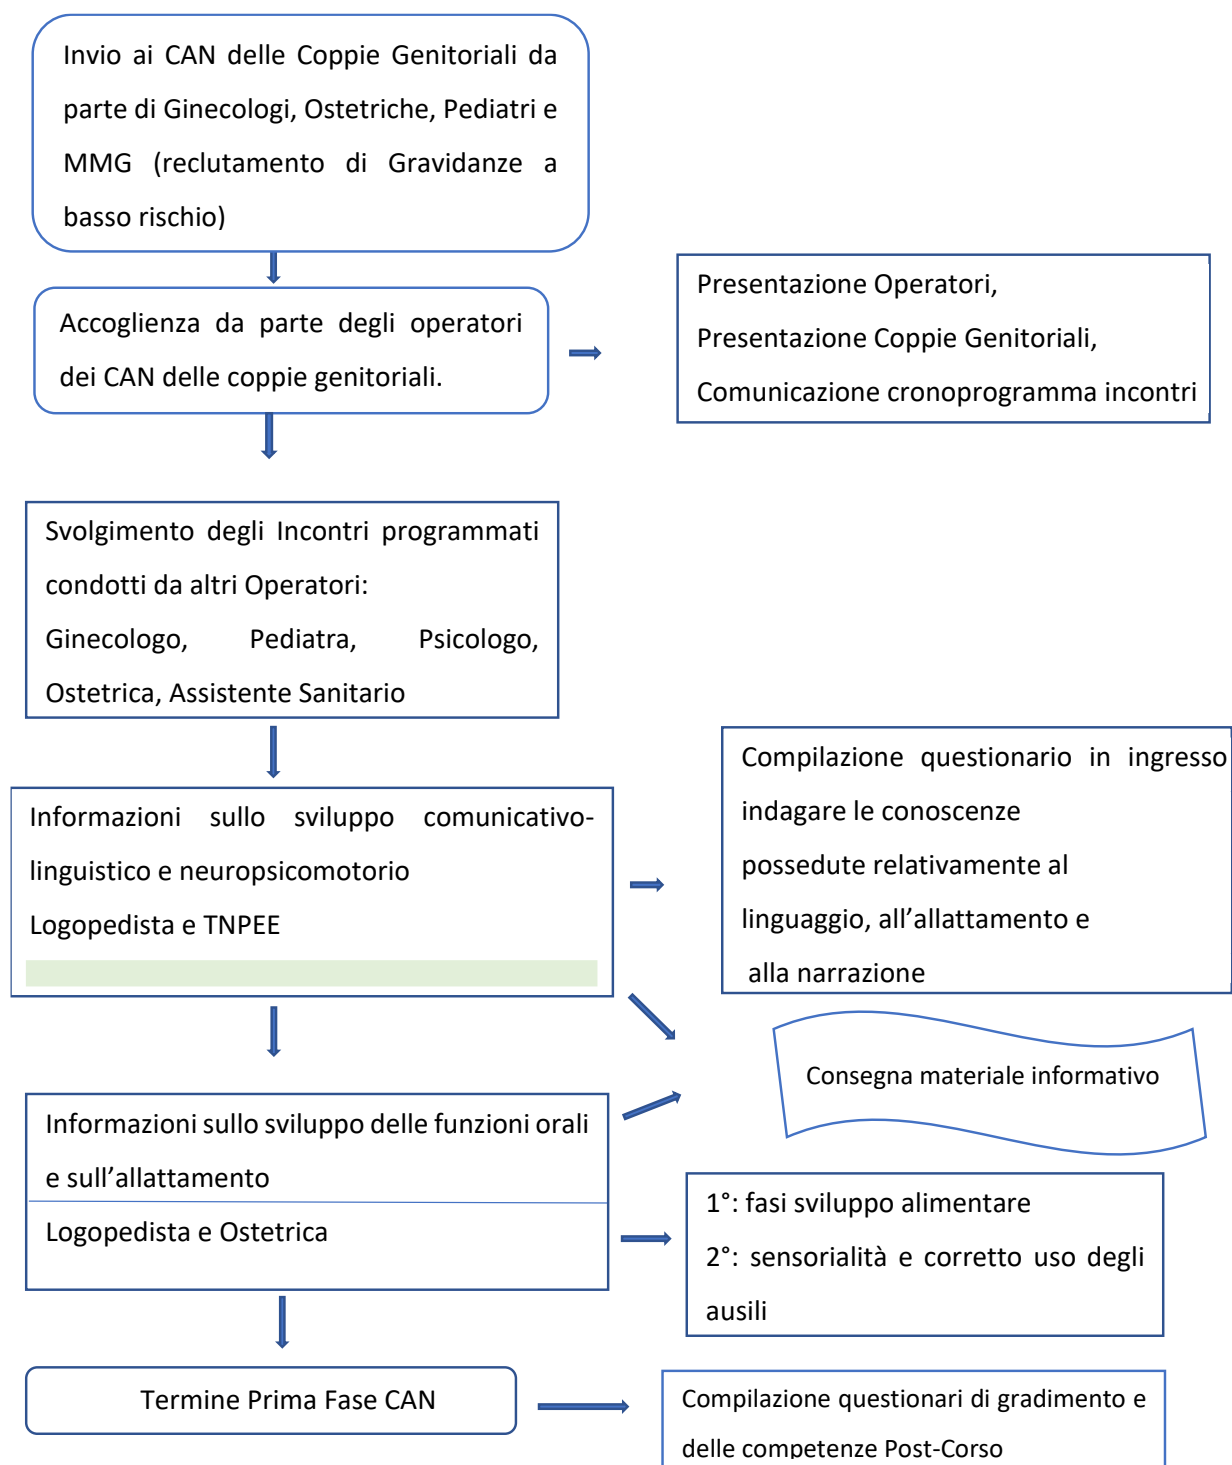 Invio ai CAN delle Coppie Genitoriali da
parte di Ginecologi, Ostetriche, Pediatri e
MMG (reclutamento di Gravidanze a
basso rischio)
Accoglienza da parte degli operatori
dei CAN delle coppie genitoriali.
Presentazione Operatori,
Presentazione Coppie Genitoriali,
Comunicazione cronoprogramma incontri
Svolgimento degli Incontri programmati
condotti da altri Operatori:
Ginecologo, Pediatra, Psicologo,
Ostetrica, Assistente Sanitario
Informazioni sullo sviluppo comunicativo-
linguistico e neuropsicomotorio
Logopedista e TNPEE
Compilazione questionario in ingresso
indagare le conoscenze
possedute relativamente al
linguaggio, all’allattamento e
alla narrazione
Consegna materiale informativo
Informazioni sullo sviluppo delle funzioni orali
e sull’allattamento
Logopedista e Ostetrica
1°: fasi sviluppo alimentare
2°: sensorialità e corretto uso degli
ausili
Termine Prima Fase CAN
Compilazione questionari di gradimento e
delle competenze Post-Corso